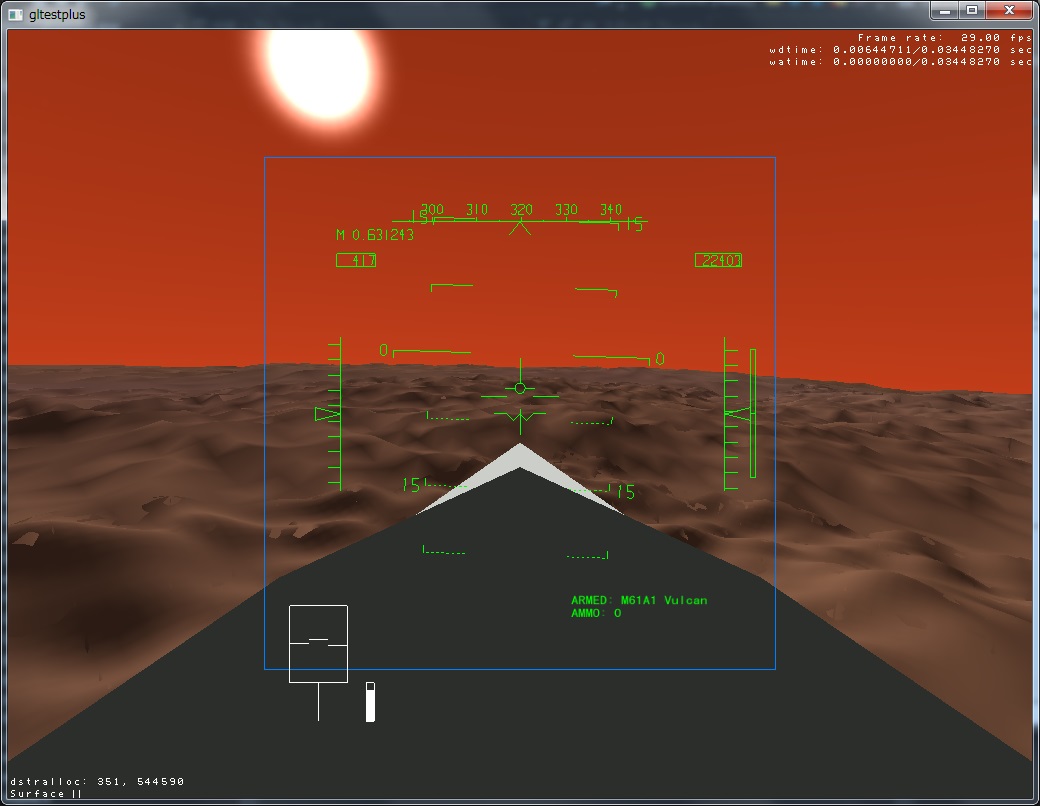 gltestplus
Frame rate: 29.00 fps
wdtime: 0.00644711/0.03448270 sec
watime: 0.00000000/0.03448270 sec
300 310 320 330 340
15 15
M 0.631243
417 22407
0 0
15 15
ARMED: M61A1 Vulcan
AMMO: 0
dstralloc: 351, 544590
Surface ||